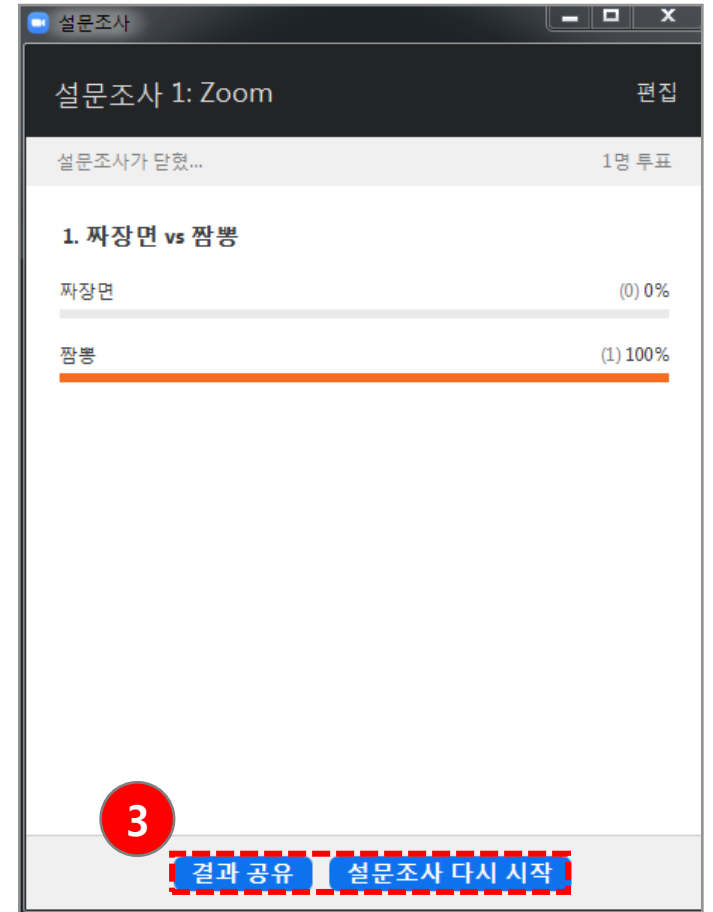 설문조사
설문조사 1: Zoom 편집
설문조사가 닫혔... 1명 투표
1. 짜장면 vs 짬뽕
짜장면 (0) 0%
짬뽕 (1) 100%
3
결과 공유 설문조사 다시 시작